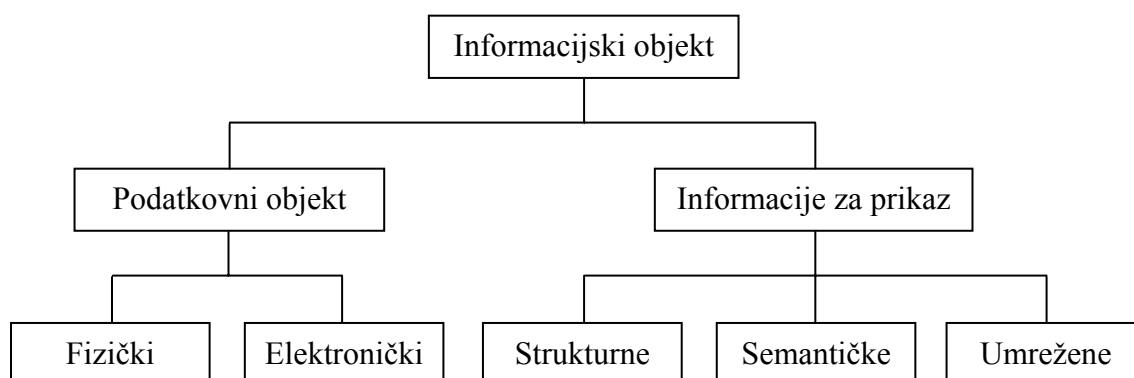 Informacijski objekt
Podatkovni objekt
Informacije za prikaz
Fizički
Elektronički
Strukturne
Semantičke
Umrežene